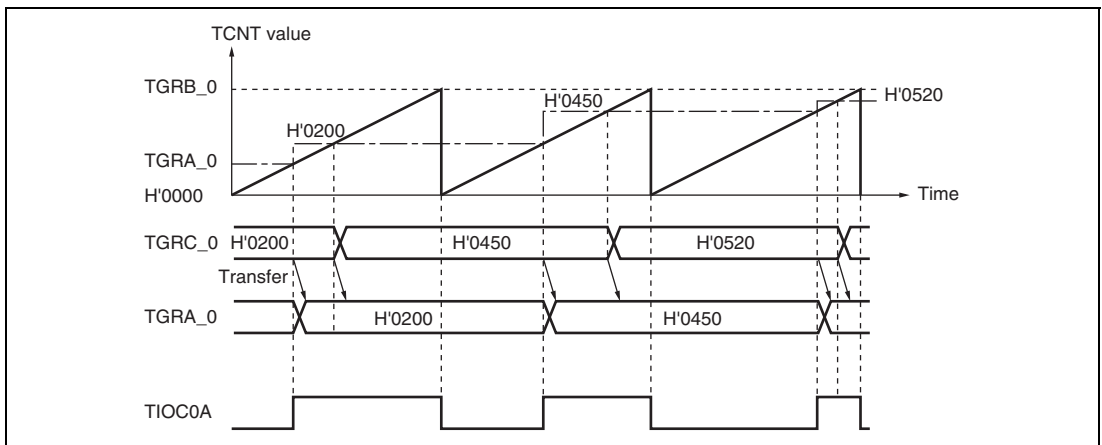 TCNT value
TGRB_0
H'0450
H'0520
H'0200
TGRA_0
H'0000
Time
TGRC_0 H'0200 H'0450 H'0520
Transfer
TGRA_0 H'0200 H'0450
TIOC0A